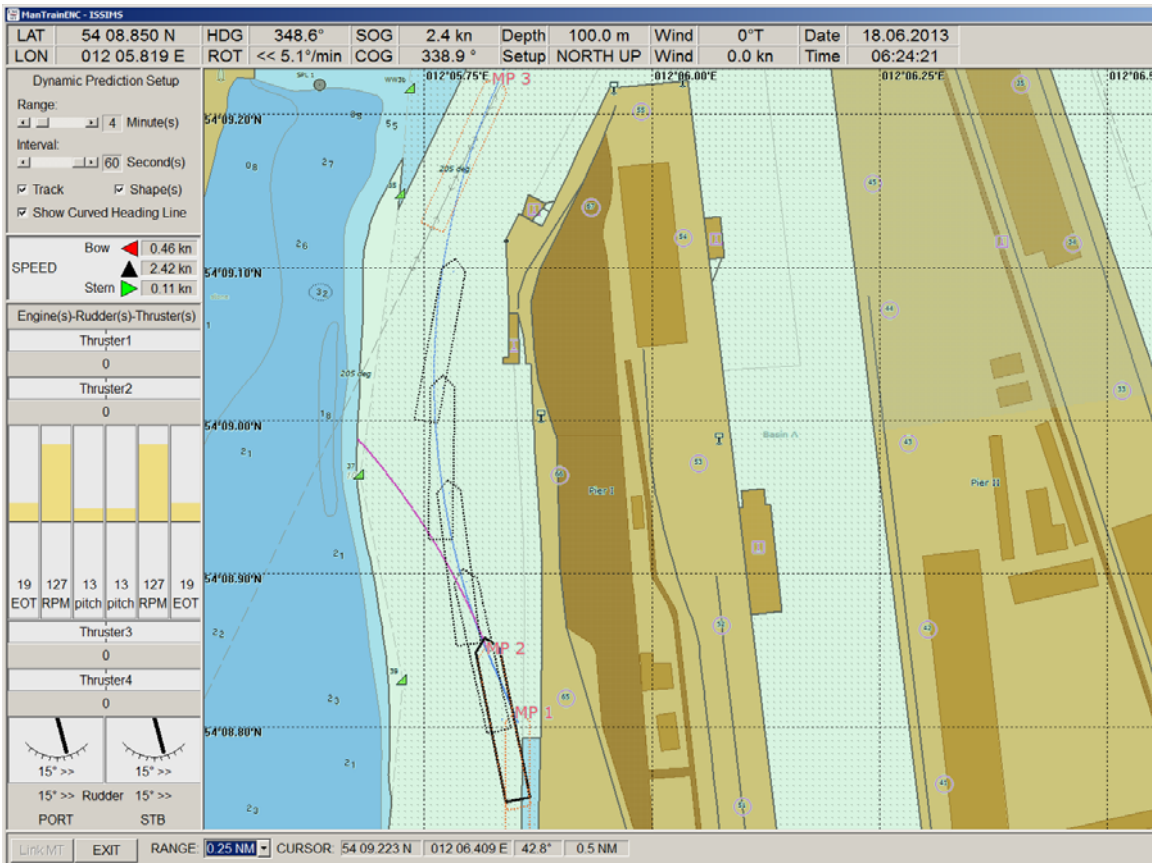 ManTrainENC - ISSIMS
LAT 54 08.850 N HDG 348.6° SOG 2.4 kn Depth 100.0 m Wind 0°T Date 18.06.2013
LON 012 05.819 E ROT << 5.1°/min COG 338.9 ° Setup NORTH UP Wind 0.0 kn Time 06:24:21
Dynamic Prediction Setup
Range:
4 Minute(s)
Interval:
60 Second(s)
Track Shape(s)
Show Curved Heading Line
Bow 0.46 kn
SPEED 2.42 kn
Stern 0.11 kn
Engine(s)-Rudder(s)-Thruster(s)
Thruster1
0
Thruster2
0
19 127 13 13 127 19
EOT RPM pitch pitch RPM EOT
Thruster3
0
Thruster4
0
15° >> 15° >>
15° >> Rudder 15° >>
PORT STB
012°05.75'E MP 3 012°06.00'E 012°06.25'E 012°06.5
54°09.20'N
205 deg
54°09.10'N
205 deg
54°09.00'N
37
Basin A
Pier I
Pier II
54°08.90'N
MP 2
39
MP 1
54°08.80'N
Link MT EXIT RANGE: 0.25 NM CURSOR: 54 09.223 N 012 06.409 E 42.8° 0.5 NM